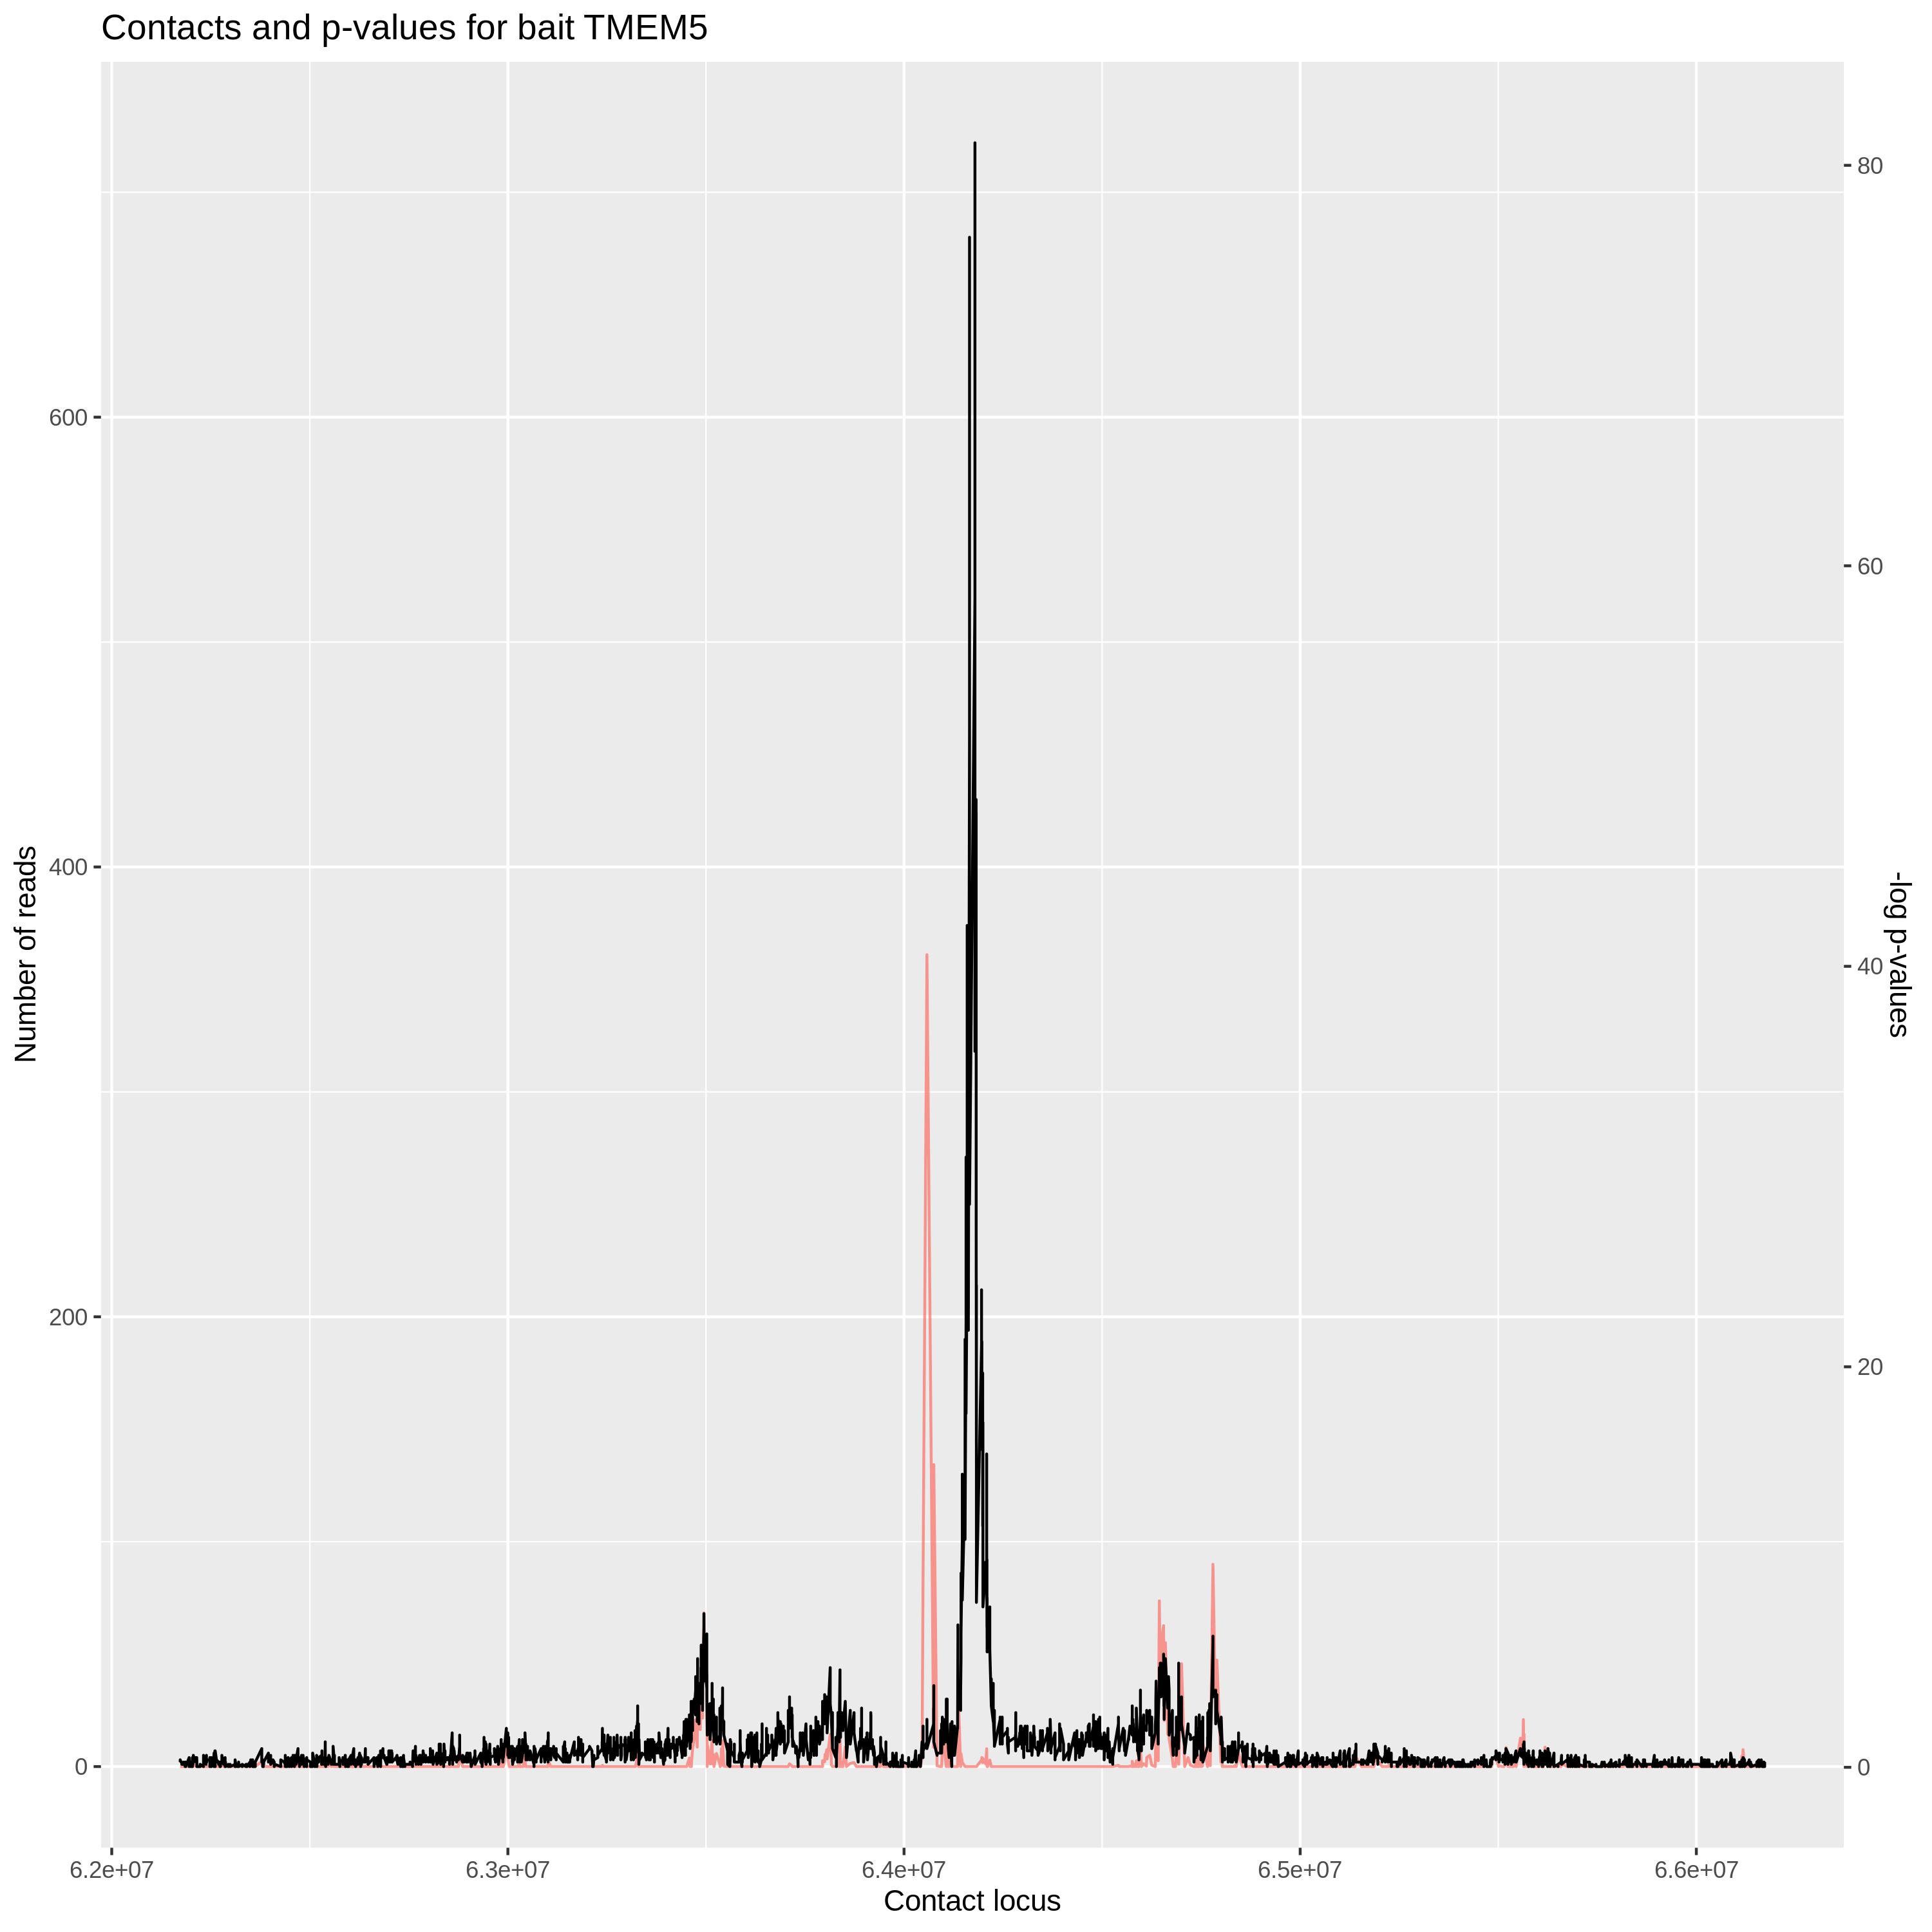 Contacts and p-values for bait TMEM5
80
600
60
Number of reads
400
-log p-values
40
200
20
0
0
6.2e+07
6.3e+07
6.4e+07
6.5e+07
6.6e+07
Contact locus